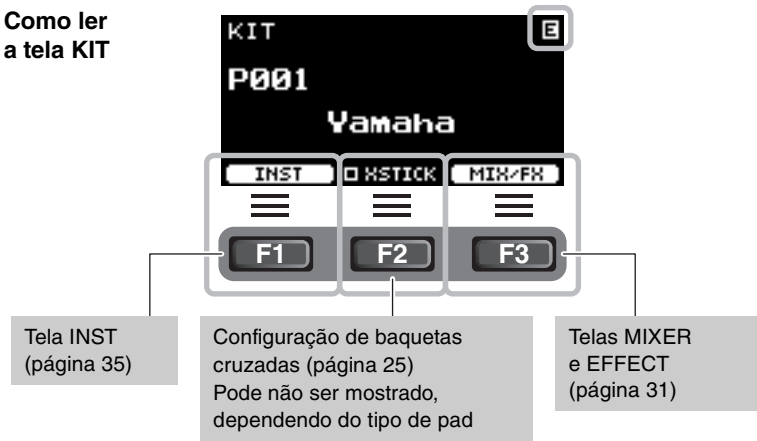 Como ler
a tela KIT
KIT
E
P001
Yamaha
INST
XSTICK
MIX/FX
F1
F2
F3
Tela INST
(página 35)
Configuração de baquetas
cruzadas (página 25)
Pode não ser mostrado,
dependendo do tipo de pad
Telas MIXER
e EFFECT
(página 31)